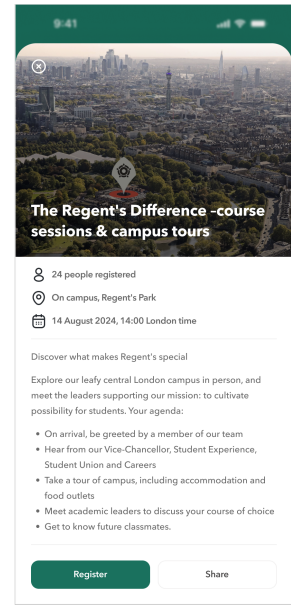 9:41
The Regent's Difference –course
sessions & campus tours
24 people registered
On campus, Regent's Park
14 August 2024, 14:00 London time
Discover what makes Regent's special
Explore our leafy central London campus in person, and
meet the leaders supporting our mission: to cultivate
possibility for students. Your agenda:
• On arrival, be greeted by a member of our team
• Hear from our Vice-Chancellor, Student Experience,
Student Union and Careers
• Take a tour of campus, including accommodation and
food outlets
• Meet academic leaders to discuss your course of choice
• Get to know future classmates.
Register
Share